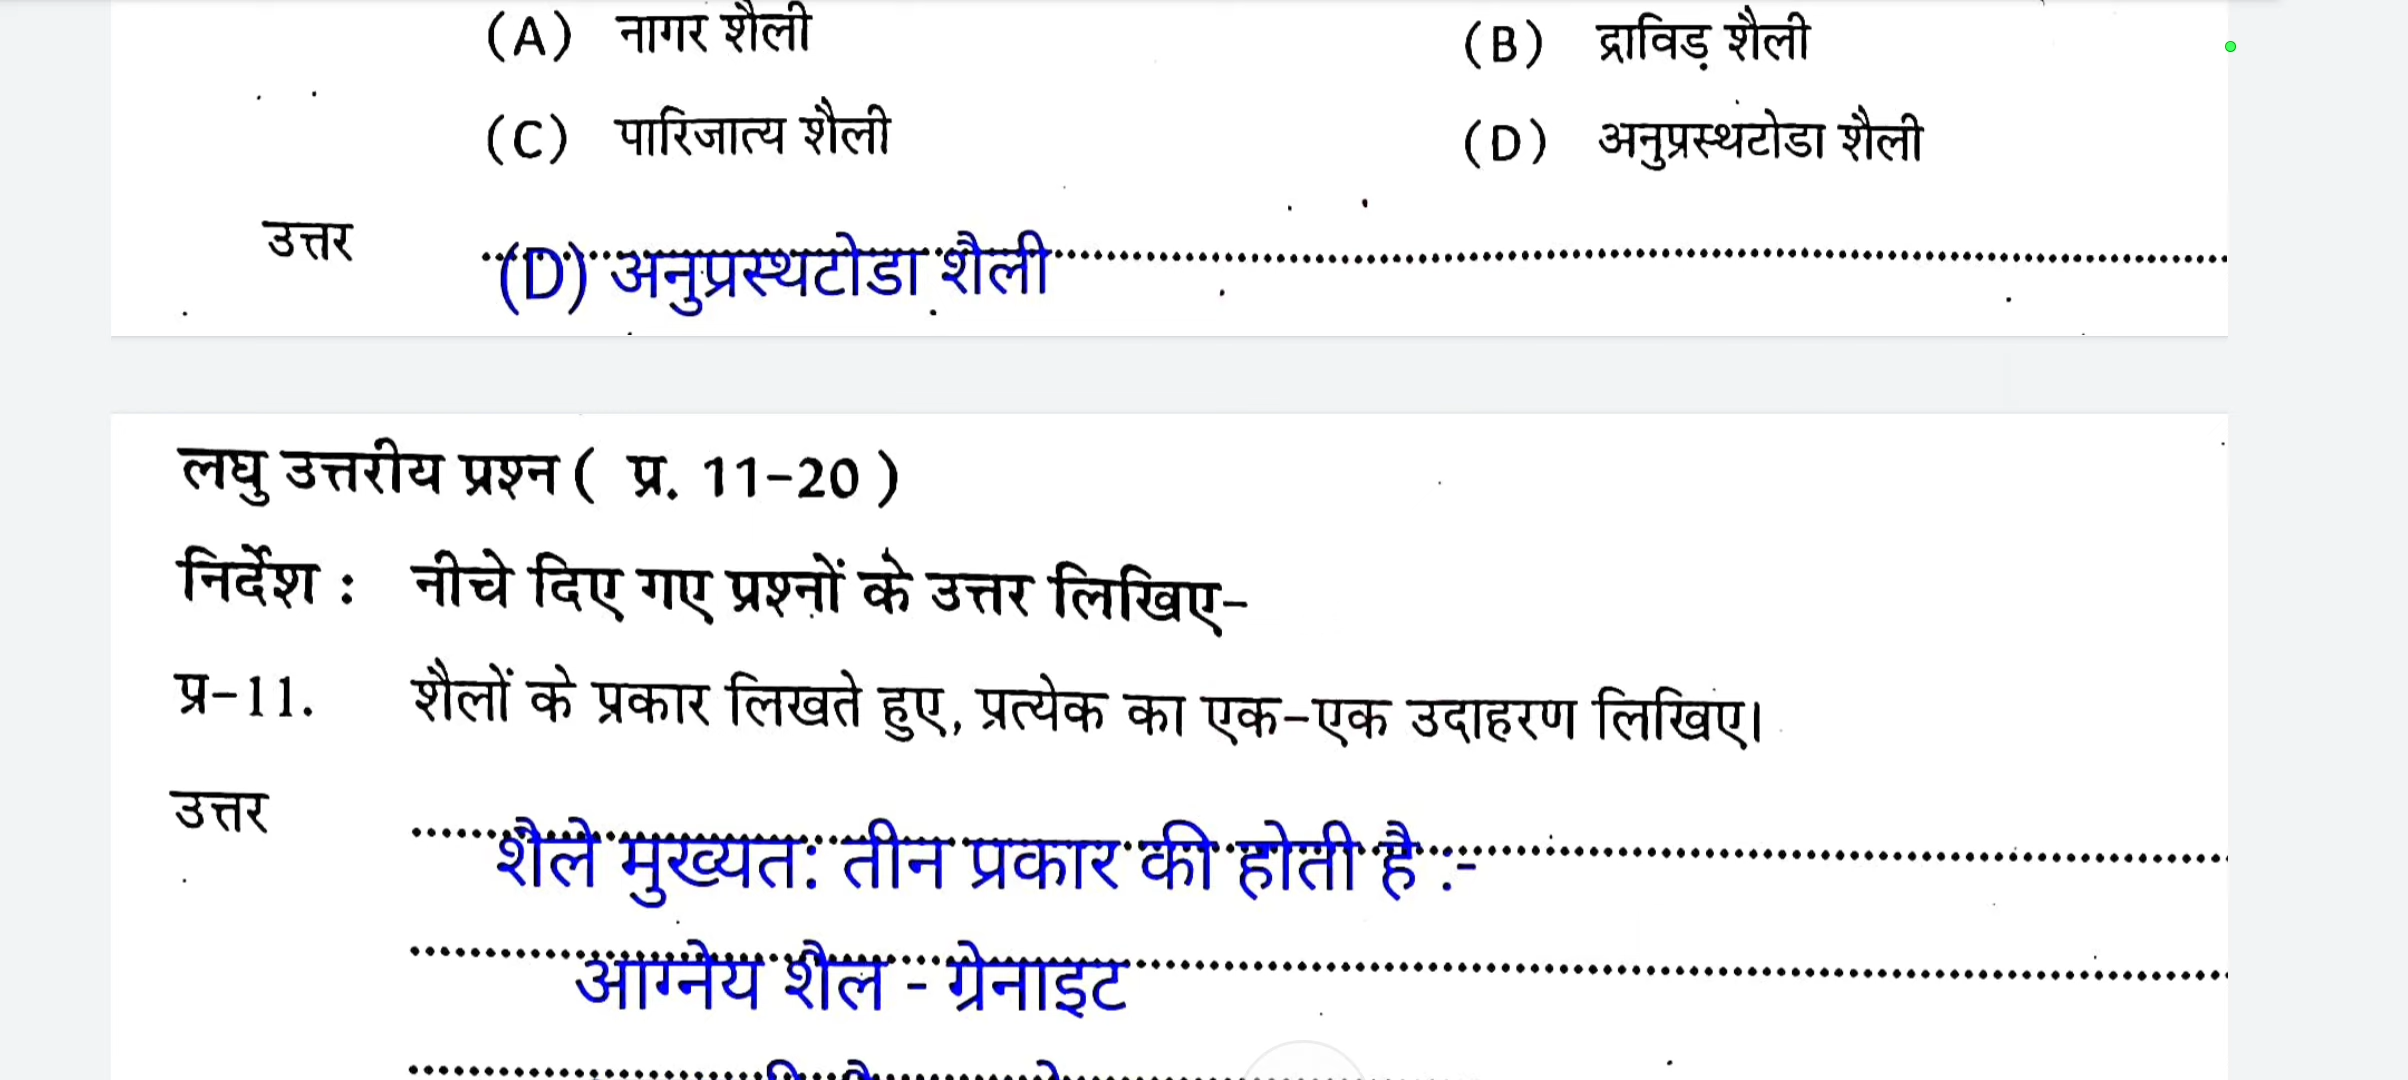 (A) नागर शैली (B) द्राविड़ शैली
(C) पारिजात्य शैली (D) अनुप्रस्थटोडा शैली
उत्तर (D) अनुप्रस्थटोडा शैली
लघु उत्तरीय प्रश्न ( प्र. 11-20 )
निर्देश : नीचे दिए गए प्रश्नों के उत्तर लिखिए-
प्र-11. शैलों के प्रकार लिखते हुए, प्रत्येक का एक-एक उदाहरण लिखिए।
उत्तर शैले मुख्यत: तीन प्रकार की होती है :-
आग्नेय शैल - ग्रेनाइट